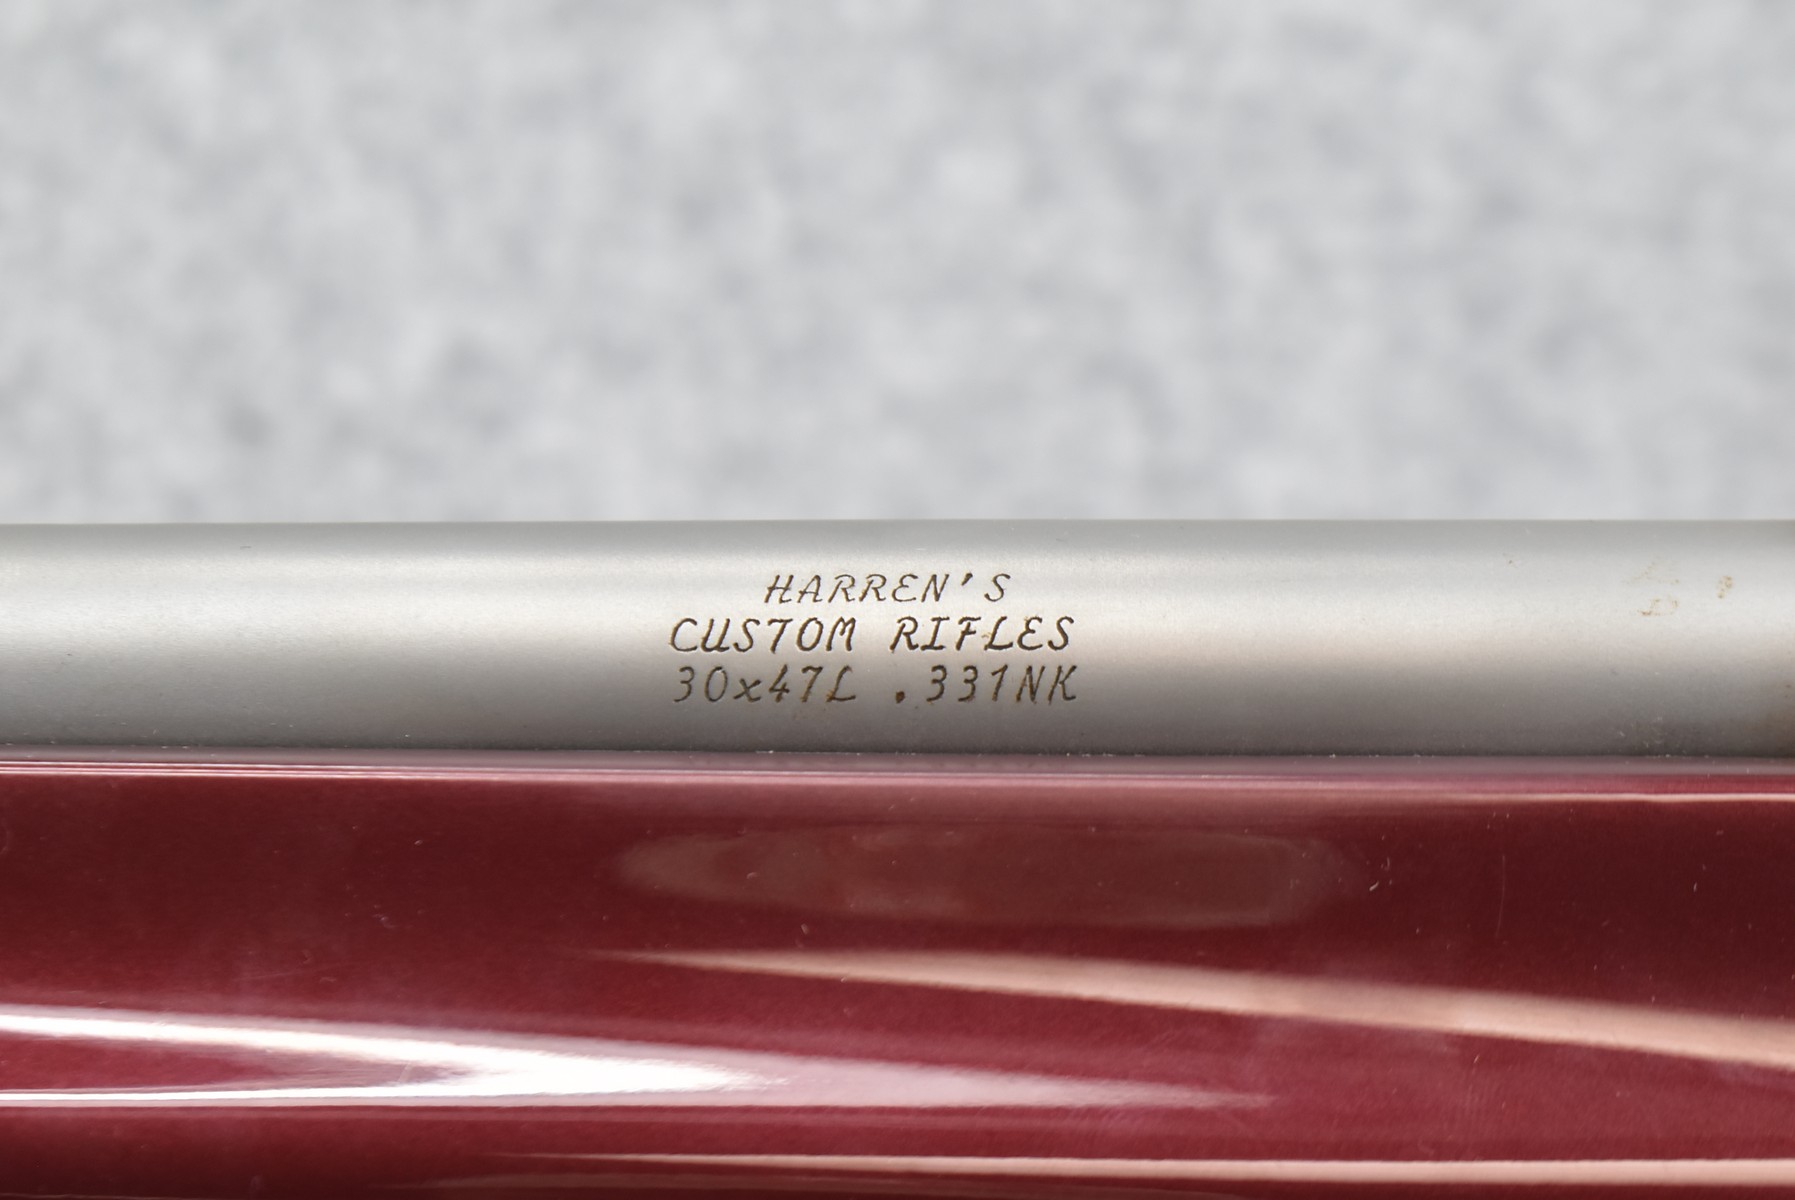 HARREN'S
CUSTOM RIFLES
30x47L .331NK